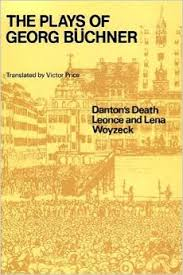 THE PLAYS OF
GEORG BÜCHNER
Translated by Victor Price
Danton's Death
Leonce and Lena
Woyzeck